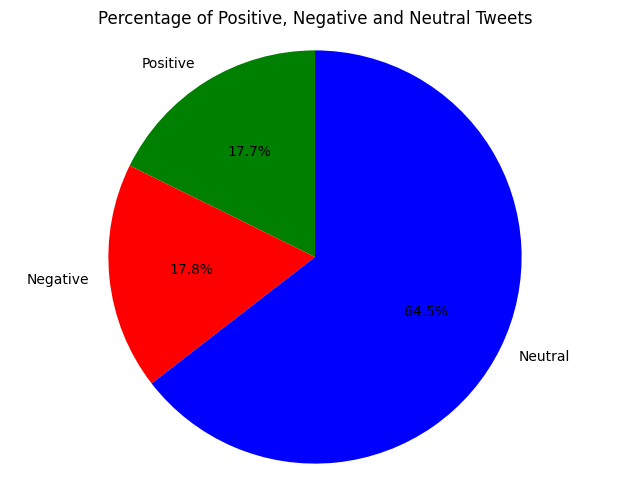 Percentage of Positive, Negative and Neutral Tweets
Positive
17.7%
Negative
17.8%
64.5%
Neutral